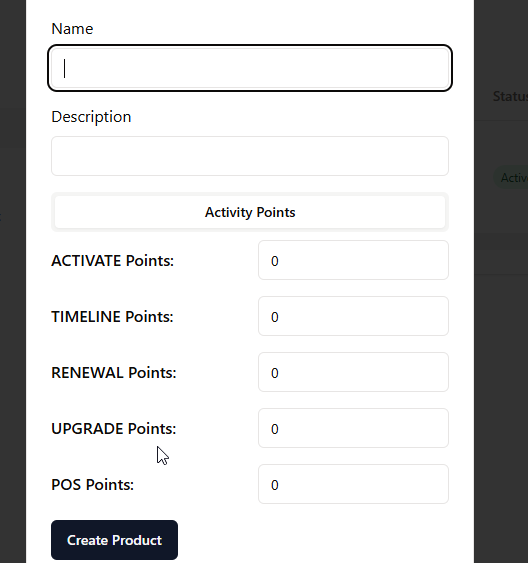 Name
Status
Description
Activity Points
ACTIVATE Points:
0
TIMELINE Points:
0
RENEWAL Points:
0
UPGRADE Points:
0
POS Points:
0
Create Product